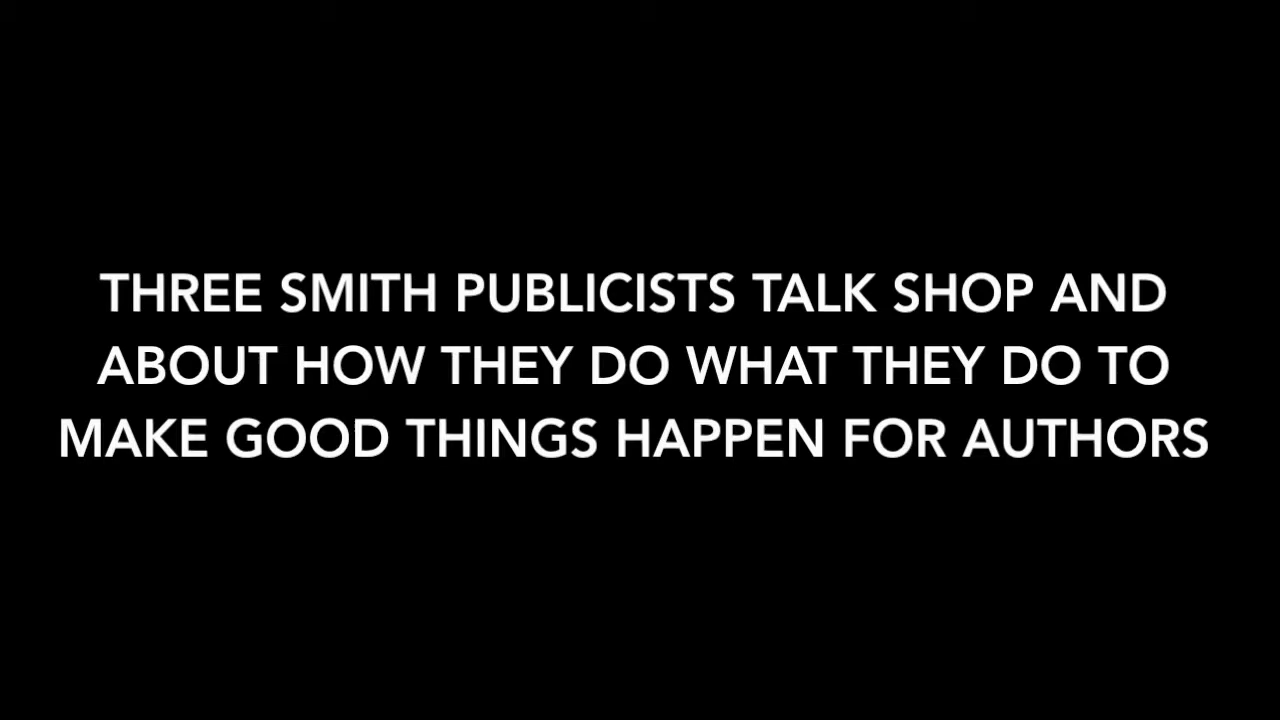 THREE SMITH PUBLICISTS TALK SHOP AND
ABOUT HOW THEY DO WHAT THEY DO TO
MAKE GOOD THINGS HAPPEN FOR AUTHORS